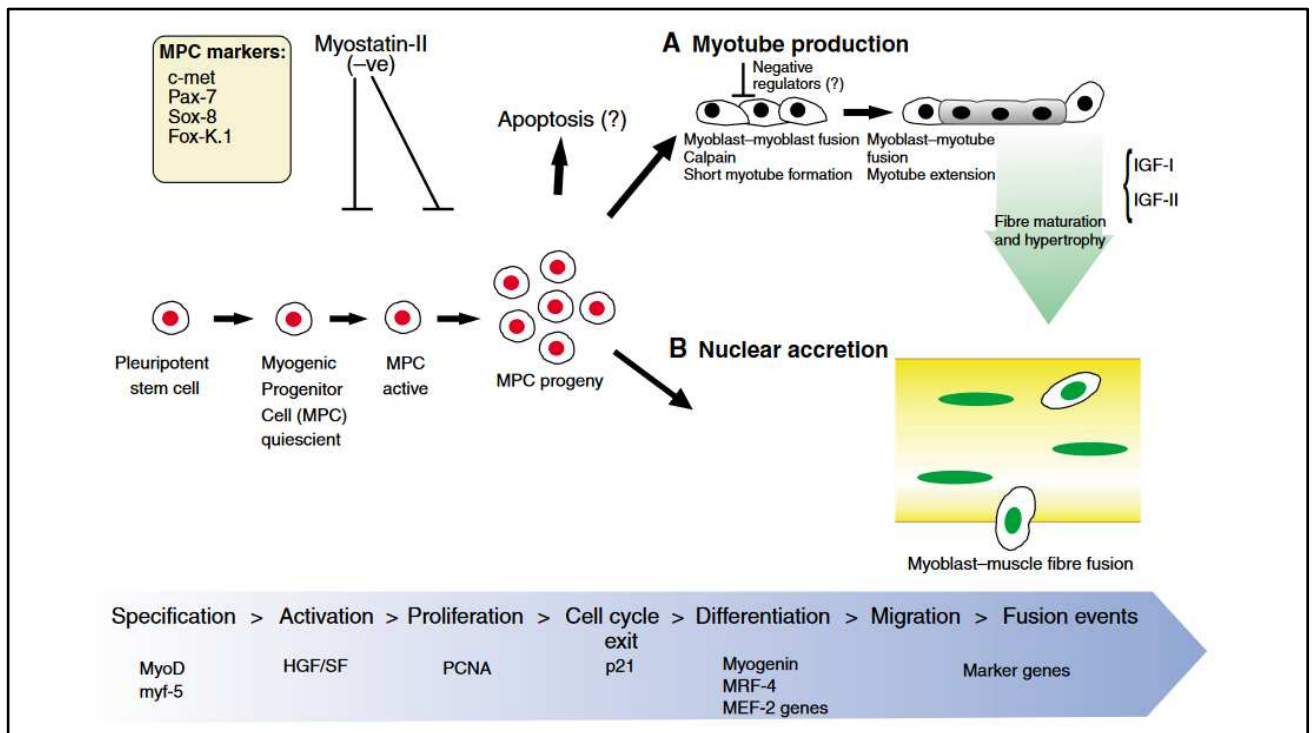 MPC markers:
c-met
Pax-7
Sox-8
Fox-K.1
Myostatin-II
(–ve)
Apoptosis (?)
A Myotube production
Negative
regulators (?)
Myoblast–myoblast fusion
Calpain
Short myotube formation
Myoblast–myotube
fusion
Myotube extension
IGF-I
IGF-II
Fibre maturation
and hypertrophy
Pleuripotent
stem cell
Myogenic
Progenitor
Cell (MPC)
quiescient
MPC
active
MPC progeny
B Nuclear accretion
Myoblast–muscle fibre fusion
Specification > Activation > Proliferation > Cell cycle > Differentiation > Migration > Fusion events
exit
MyoD HGF/SF PCNA p21 Myogenin Marker genes
myf-5 MRF-4
MEF-2 genes